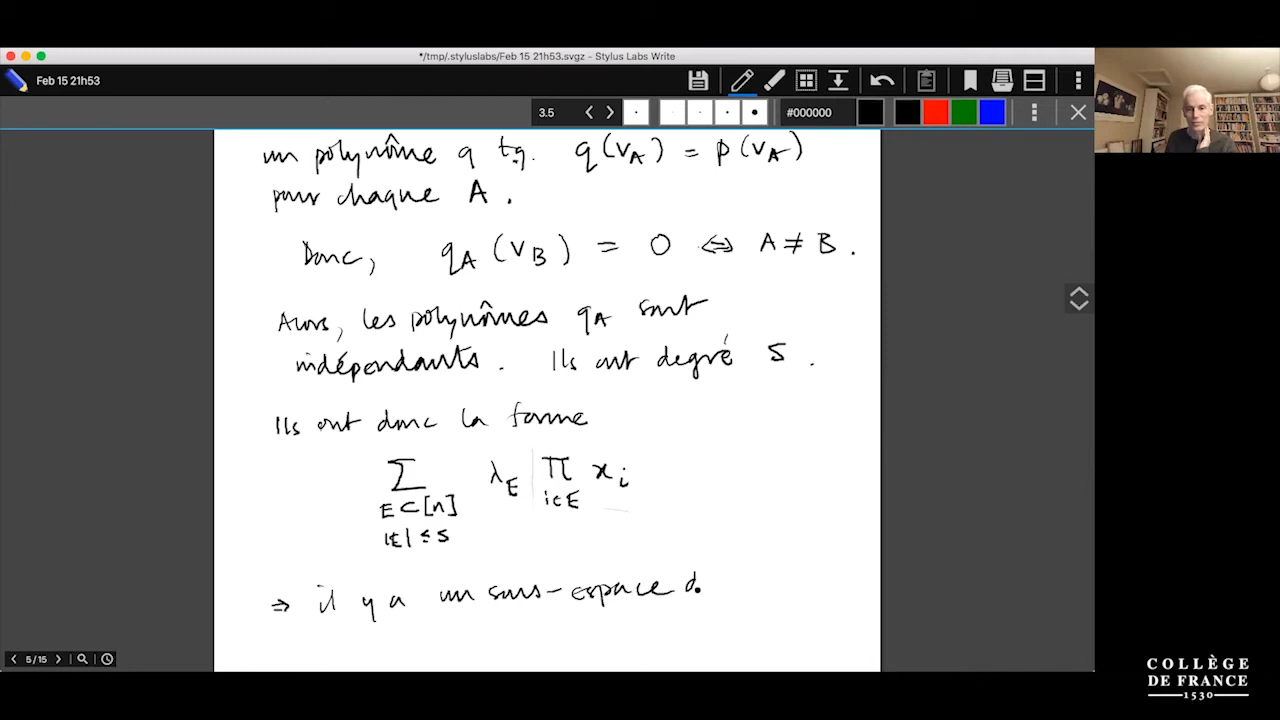 */tmp/.styluslabs/Feb 15 21h53.svgz - Stylus Labs Write
Feb 15 21h53
3.5
#000000
un polynôme q t.q. q(v_A) = p(v_A)
pour chaque A.
Donc, q_A(v_B) = 0 ⇔ A ≠ B.
Alors, les polynômes q_A sont
indépendants. Ils ont degré s.
Ils ont donc la forme
∑ λ_E ∏ x_i
E⊂[n] i∈E
|E| ≤ s
⇒ il y a un sous-espace d
5/15
COLLÈGE
DE FRANCE
1530